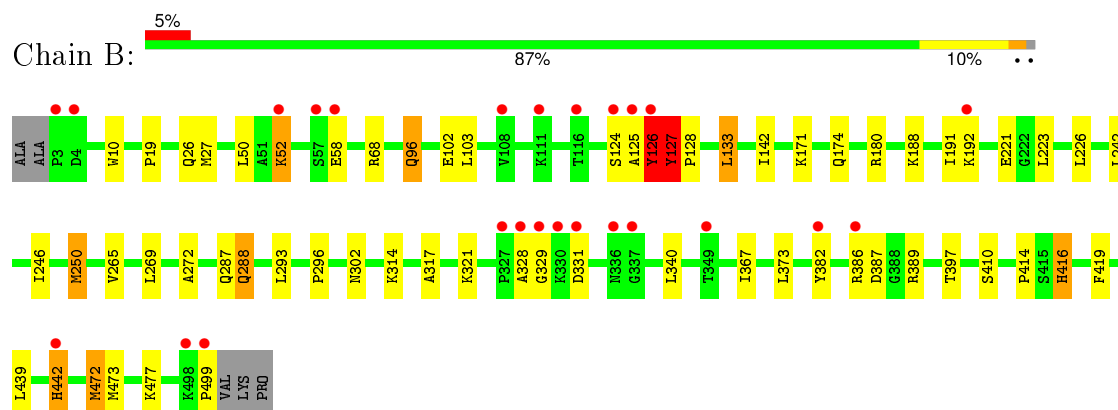 5%
Chain B:
87% 10% • •
ALA ALA P3 D4 W10 P19 Q26 M27 L50 A51 K52 S57 E58 R68 Q96 E102 L103 V108 K111 T116 S124 A125 Y126 Y127 P128 L133 I142 K171 Q174 R180 K188 I191 K192 E221 G222 L223 L226 L242
I246 M250 V265 L269 A272 Q287 Q288 L293 P296 N302 K314 A317 K321 P327 A328 G329 K330 D331 N336 G337 L340 T349 I367 L373 Y382 R386 D387 G388 R389 T397 S410 P414 S415 H416 F419
L439 H442 M472 M473 K477 K498 P499 VAL LYS PRO